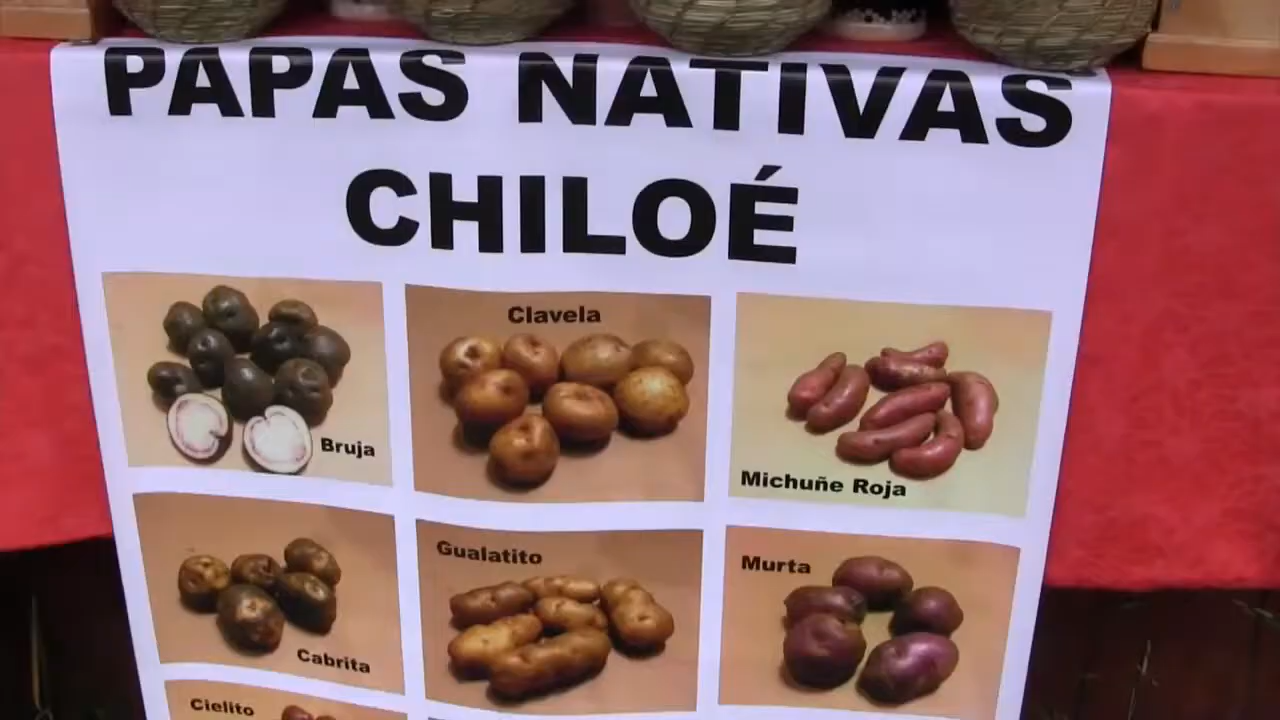 PAPAS NATIVAS
CHILOÉ
Bruja
Clavela
Michuñe Roja
Cabrita
Gualatito
Murta
Cielito